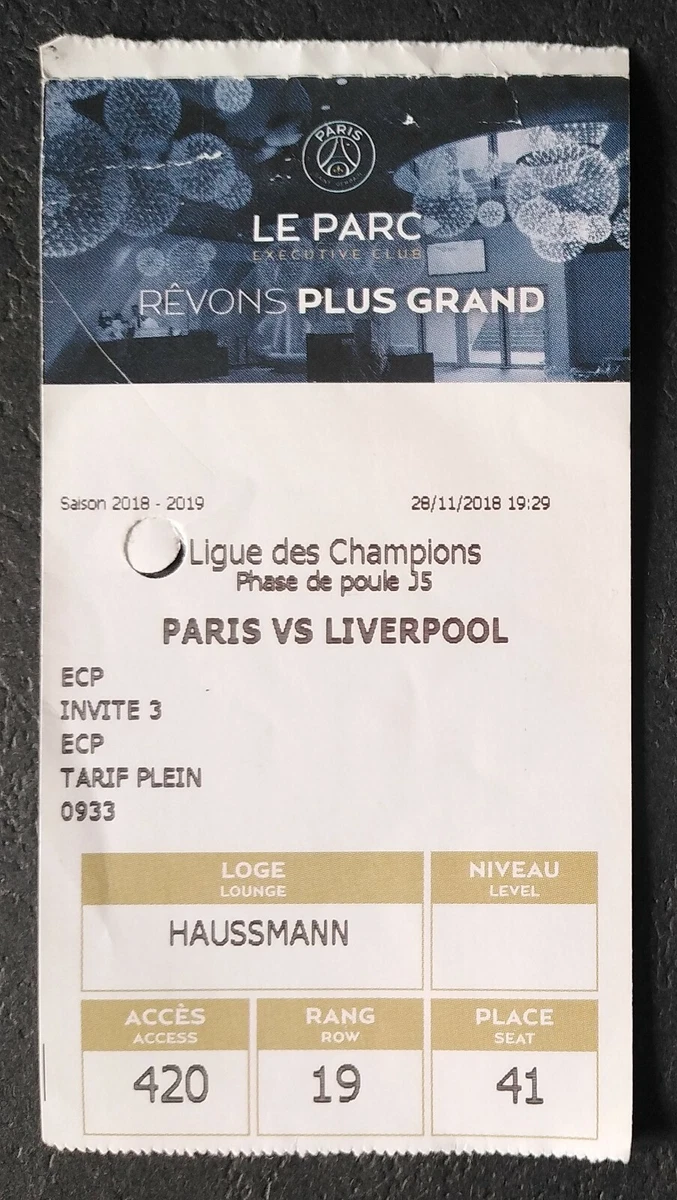 PARIS
SAINT-GERMAIN
LE PARC
EXECUTIVE CLUB
RÊVONS PLUS GRAND
Saison 2018 - 2019 28/11/2018 19:29
Ligue des Champions
Phase de poule J5
PARIS VS LIVERPOOL
ECP
INVITE 3
ECP
TARIF PLEIN
0933
LOGE NIVEAU
LOUNGE LEVEL
HAUSSMANN
ACCÈS RANG PLACE
ACCESS ROW SEAT
420 19 41